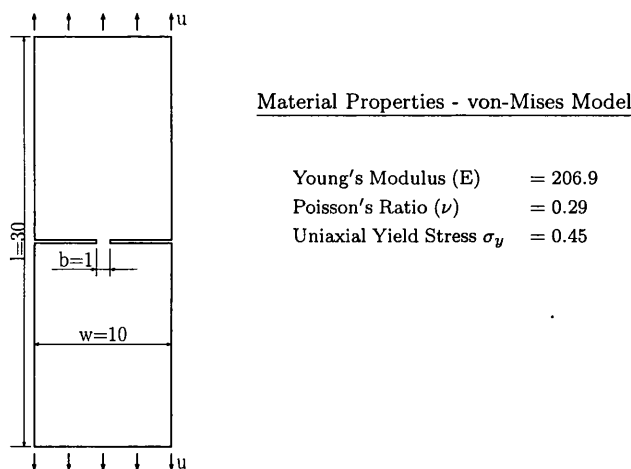 u
Material Properties - von-Mises Model
Young's Modulus (E) = 206.9
Poisson's Ratio (ν) = 0.29
Uniaxial Yield Stress σy = 0.45
l=30
b=1
w=10
u